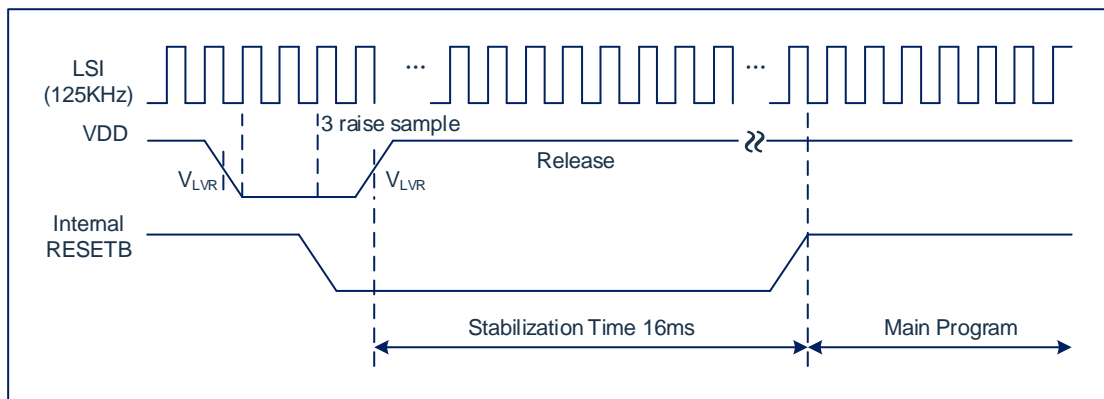 LSI
(125KHz)
...
...
3 raise sample
VDD
VLVR
VLVR
Release
Internal
RESETB
Stabilization Time 16ms
Main Program